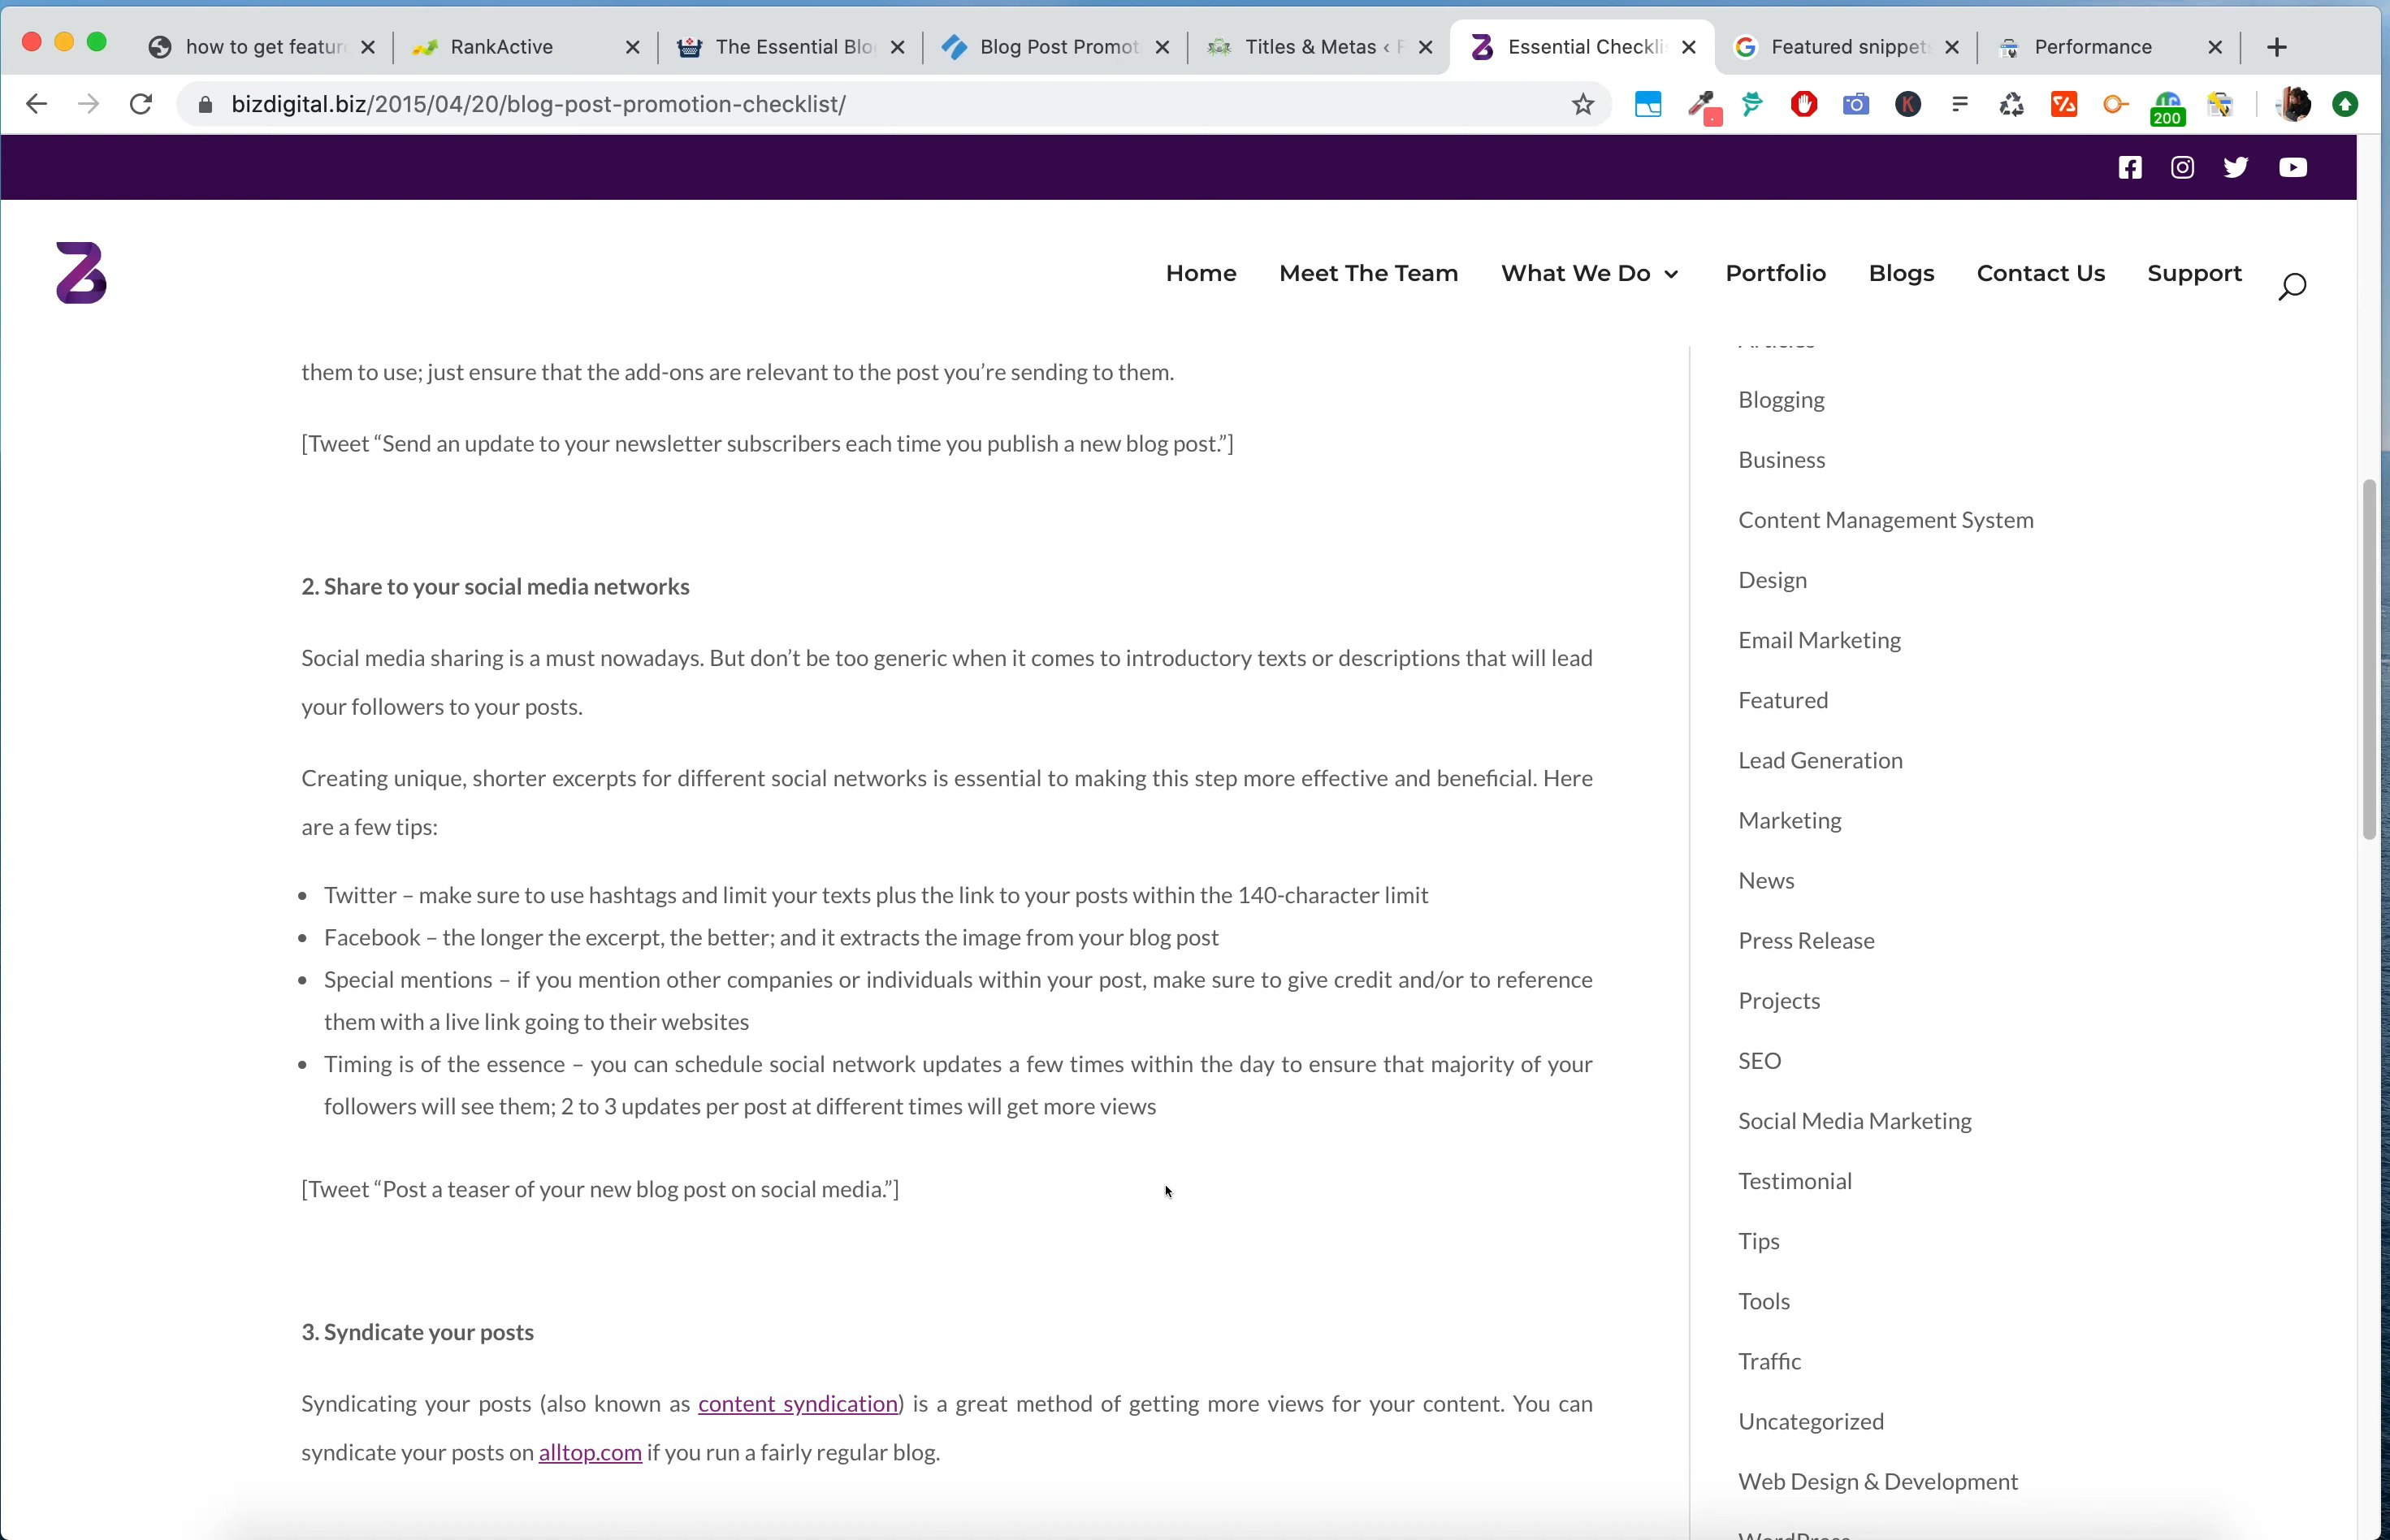 how to get featur
RankActive
The Essential Blo
Blog Post Promot
Titles & Metas ‹ F
Essential Checkli
Featured snippet
Performance
bizdigital.biz/2015/04/20/blog-post-promotion-checklist/
200
Home
Meet The Team
What We Do
Portfolio
Blogs
Contact Us
Support
them to use; just ensure that the add-ons are relevant to the post you’re sending to them.
[Tweet “Send an update to your newsletter subscribers each time you publish a new blog post.”]
2. Share to your social media networks
Social media sharing is a must nowadays. But don’t be too generic when it comes to introductory texts or descriptions that will lead
your followers to your posts.
Creating unique, shorter excerpts for different social networks is essential to making this step more effective and beneficial. Here
are a few tips:
Twitter – make sure to use hashtags and limit your texts plus the link to your posts within the 140-character limit
Facebook – the longer the excerpt, the better; and it extracts the image from your blog post
Special mentions – if you mention other companies or individuals within your post, make sure to give credit and/or to reference
them with a live link going to their websites
Timing is of the essence – you can schedule social network updates a few times within the day to ensure that majority of your
followers will see them; 2 to 3 updates per post at different times will get more views
[Tweet “Post a teaser of your new blog post on social media.”]
3. Syndicate your posts
Syndicating your posts (also known as content syndication) is a great method of getting more views for your content. You can
syndicate your posts on alltop.com if you run a fairly regular blog.
Blogging
Business
Content Management System
Design
Email Marketing
Featured
Lead Generation
Marketing
News
Press Release
Projects
SEO
Social Media Marketing
Testimonial
Tips
Tools
Traffic
Uncategorized
Web Design & Development